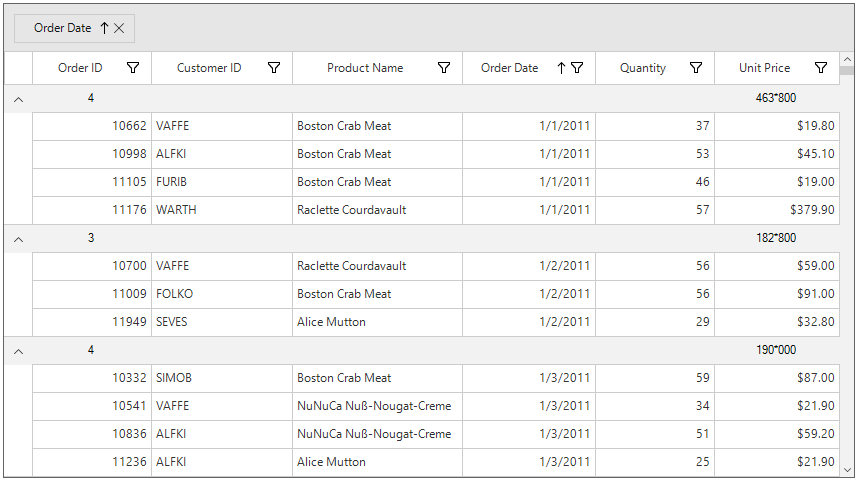 Order Date
Order ID Customer ID Product Name Order Date Quantity Unit Price
4 463*800
10662 VAFFE Boston Crab Meat 1/1/2011 37 $19.80
10998 ALFKI Boston Crab Meat 1/1/2011 53 $45.10
11105 FURIB Boston Crab Meat 1/1/2011 46 $19.00
11176 WARTH Raclette Courdavault 1/1/2011 57 $379.90
3 182*800
10700 VAFFE Raclette Courdavault 1/2/2011 56 $59.00
11009 FOLKO Boston Crab Meat 1/2/2011 56 $91.00
11949 SEVES Alice Mutton 1/2/2011 29 $32.80
4 190*000
10332 SIMOB Boston Crab Meat 1/3/2011 59 $87.00
10541 VAFFE NuNuCa Nuß-Nougat-Creme 1/3/2011 34 $21.90
10836 ALFKI NuNuCa Nuß-Nougat-Creme 1/3/2011 51 $59.20
11236 ALFKI Alice Mutton 1/3/2011 25 $21.90